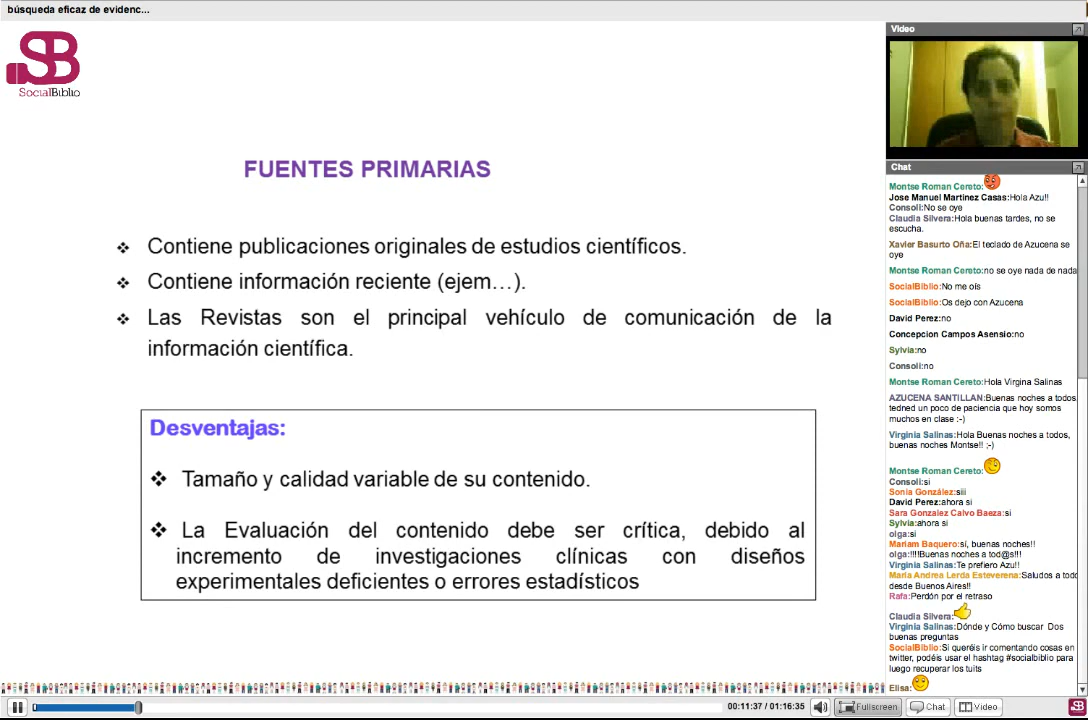 búsqueda eficaz de evidenc...
SB
SocialBiblio
FUENTES PRIMARIAS
❖ Contiene publicaciones originales de estudios científicos.
❖ Contiene información reciente (ejem…).
❖ Las Revistas son el principal vehículo de comunicación de la
información científica.
Desventajas:
❖ Tamaño y calidad variable de su contenido.
❖ La Evaluación del contenido debe ser crítica, debido al
incremento de investigaciones clínicas con diseños
experimentales deficientes o errores estadísticos
Video
Chat
Montse Roman Cereto:
Jose Manuel Martinez Casas:Hola Azu!!
Consoli:No se oye
Claudia Silvera:Hola buenas tardes, no se
escucha.
Xavier Basurto Oña:El teclado de Azucena se
oye
Montse Roman Cereto:no se oye nada de nada
SocialBiblio:No me oís
SocialBiblio:Os dejo con Azucena
David Perez:no
Concepcion Campos Asensio:no
Sylvia:no
Consoli:no
Montse Roman Cereto:Hola Virgina Salinas
AZUCENA SANTILLAN:Buenas noches a todos
tedned un poco de paciencia que hoy somos
muchos en clase :-)
Virginia Salinas:Hola Buenas noches a todos,
buenas noches Montse!! ;-)
Montse Roman Cereto:
Consoli:si
Sonia González:siii
David Perez:ahora si
Sara Gonzalez Calvo Baeza:si
Sylvia:ahora si
olga:si
Mariam Baquero:sí, buenas noches!!
olga:!!!!Buenas noches a tod@s!!!
Virginia Salinas:Te prefiero Azu!!
María Andrea Lerda Esteverena:Saludos a tod
desde Buenos Aires!!
Rafa:Perdón por el retraso
Claudia Silvera:
Virginia Salinas:Dónde y Cómo buscar Dos
buenas preguntas
SocialBiblio:Si queréis ir comentando cosas en
twitter, podéis usar el hashtag #socialbiblio para
luego recuperar los tuits
Elisa:
00:11:37 / 01:16:35
Fullscreen
Chat
Video
SB